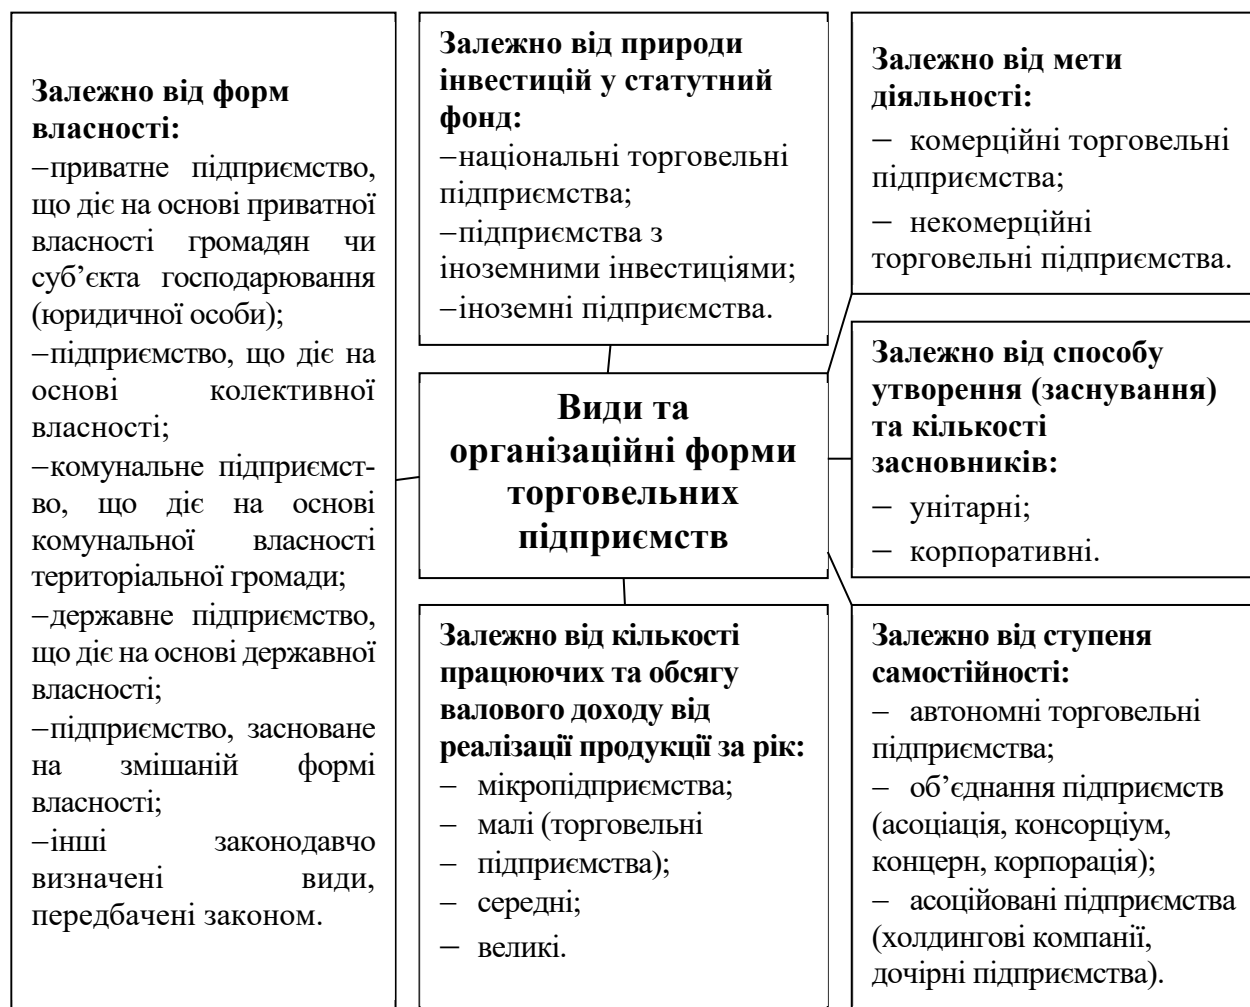 Залежно від форм
власності:
–приватне підприємство,
що діє на основі приватної
власності громадян чи
суб’єкта господарювання
(юридичної особи);
–підприємство, що діє на
основі колективної
власності;
–комунальне підприємст-
во, що діє на основі
комунальної власності
територіальної громади;
–державне підприємство,
що діє на основі державної
власності;
–підприємство, засноване
на змішаній формі
власності;
–інші законодавчо
визначені види,
передбачені законом.
Залежно від природи
інвестицій у статутний
фонд:
–національні торговельні
підприємства;
–підприємства з
іноземними інвестиціями;
–іноземні підприємства.
Види та
організаційні форми
торговельних
підприємств
Залежно від кількості
працюючих та обсягу
валового доходу від
реалізації продукції за рік:
– мікропідприємства;
– малі (торговельні
– підприємства);
– середні;
– великі.
Залежно від мети
діяльності:
– комерційні торговельні
підприємства;
– некомерційні
торговельні підприємства.
Залежно від способу
утворення (заснування)
та кількості
засновників:
– унітарні;
– корпоративні.
Залежно від ступеня
самостійності:
– автономні торговельні
підприємства;
– об’єднання підприємств
(асоціація, консорціум,
концерн, корпорація);
– асоційовані підприємства
(холдингові компанії,
дочірні підприємства).